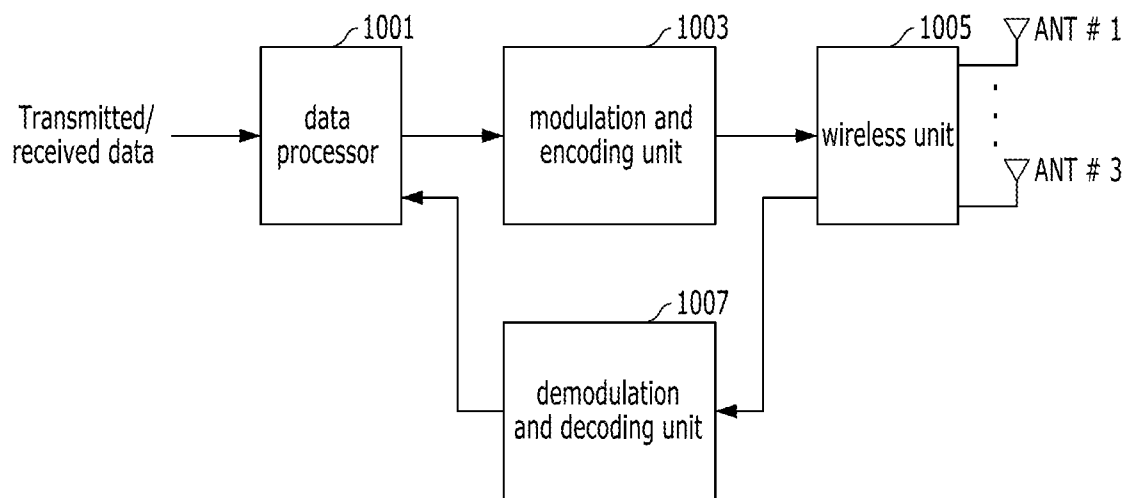 1001
1003
1005
ANT # 1
Transmitted/
received data
data
processor
modulation and
encoding unit
wireless unit
ANT # 3
1007
demodulation
and decoding unit